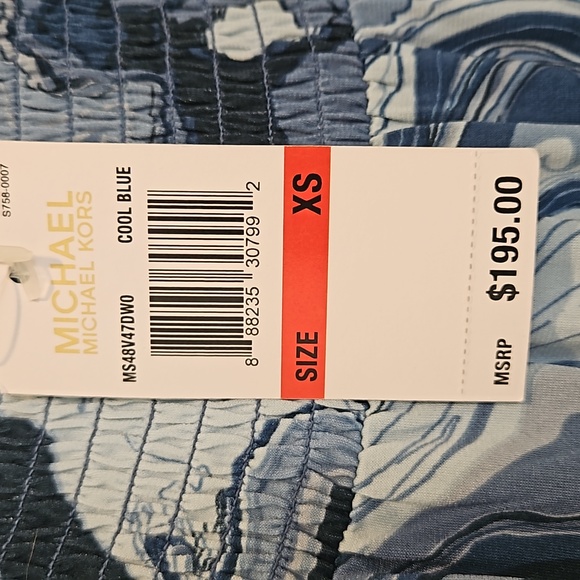 S758-0007
MICHAEL
MICHAEL KORS
MS48V47DW0 COOL BLUE
8 88235 30799 2
SIZE XS
MSRP $195.00